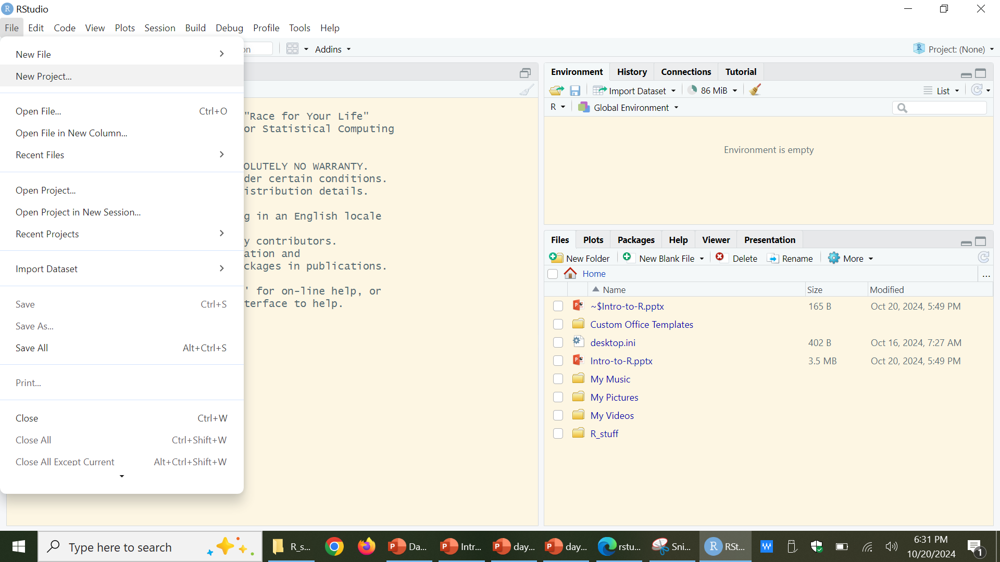 RStudio
File Edit Code View Plots Session Build Debug Profile Tools Help
New File
New Project...
Open File... Ctrl+O
Open File in New Column...
Recent Files
Open Project...
Open Project in New Session...
Recent Projects
Import Dataset
Save Ctrl+S
Save As...
Save All Alt+Ctrl+S
Print...
Close Ctrl+W
Close All Ctrl+Shift+W
Close All Except Current Alt+Ctrl+Shift+W
on
Addins
Project: (None)
"Race for Your Life"
or Statistical Computing
OLUTELY NO WARRANTY.
der certain conditions.
istribution details.
g in an English locale
y contributors.
ation and
ckages in publications.
' for on-line help, or
terface to help.
Environment History Connections Tutorial
Import Dataset 86 MiB List
R Global Environment
Environment is empty
Files Plots Packages Help Viewer Presentation
New Folder New Blank File Delete Rename More
Home ...
Name Size Modified
~$Intro-to-R.pptx 165 B Oct 20, 2024, 5:49 PM
Custom Office Templates
desktop.ini 402 B Oct 16, 2024, 7:27 AM
Intro-to-R.pptx 3.5 MB Oct 20, 2024, 5:49 PM
My Music
My Pictures
My Videos
R_stuff
Type here to search
R_s... Da... Intr... day... day... rstu... Sni... RSt...
6:31 PM
10/20/2024
1